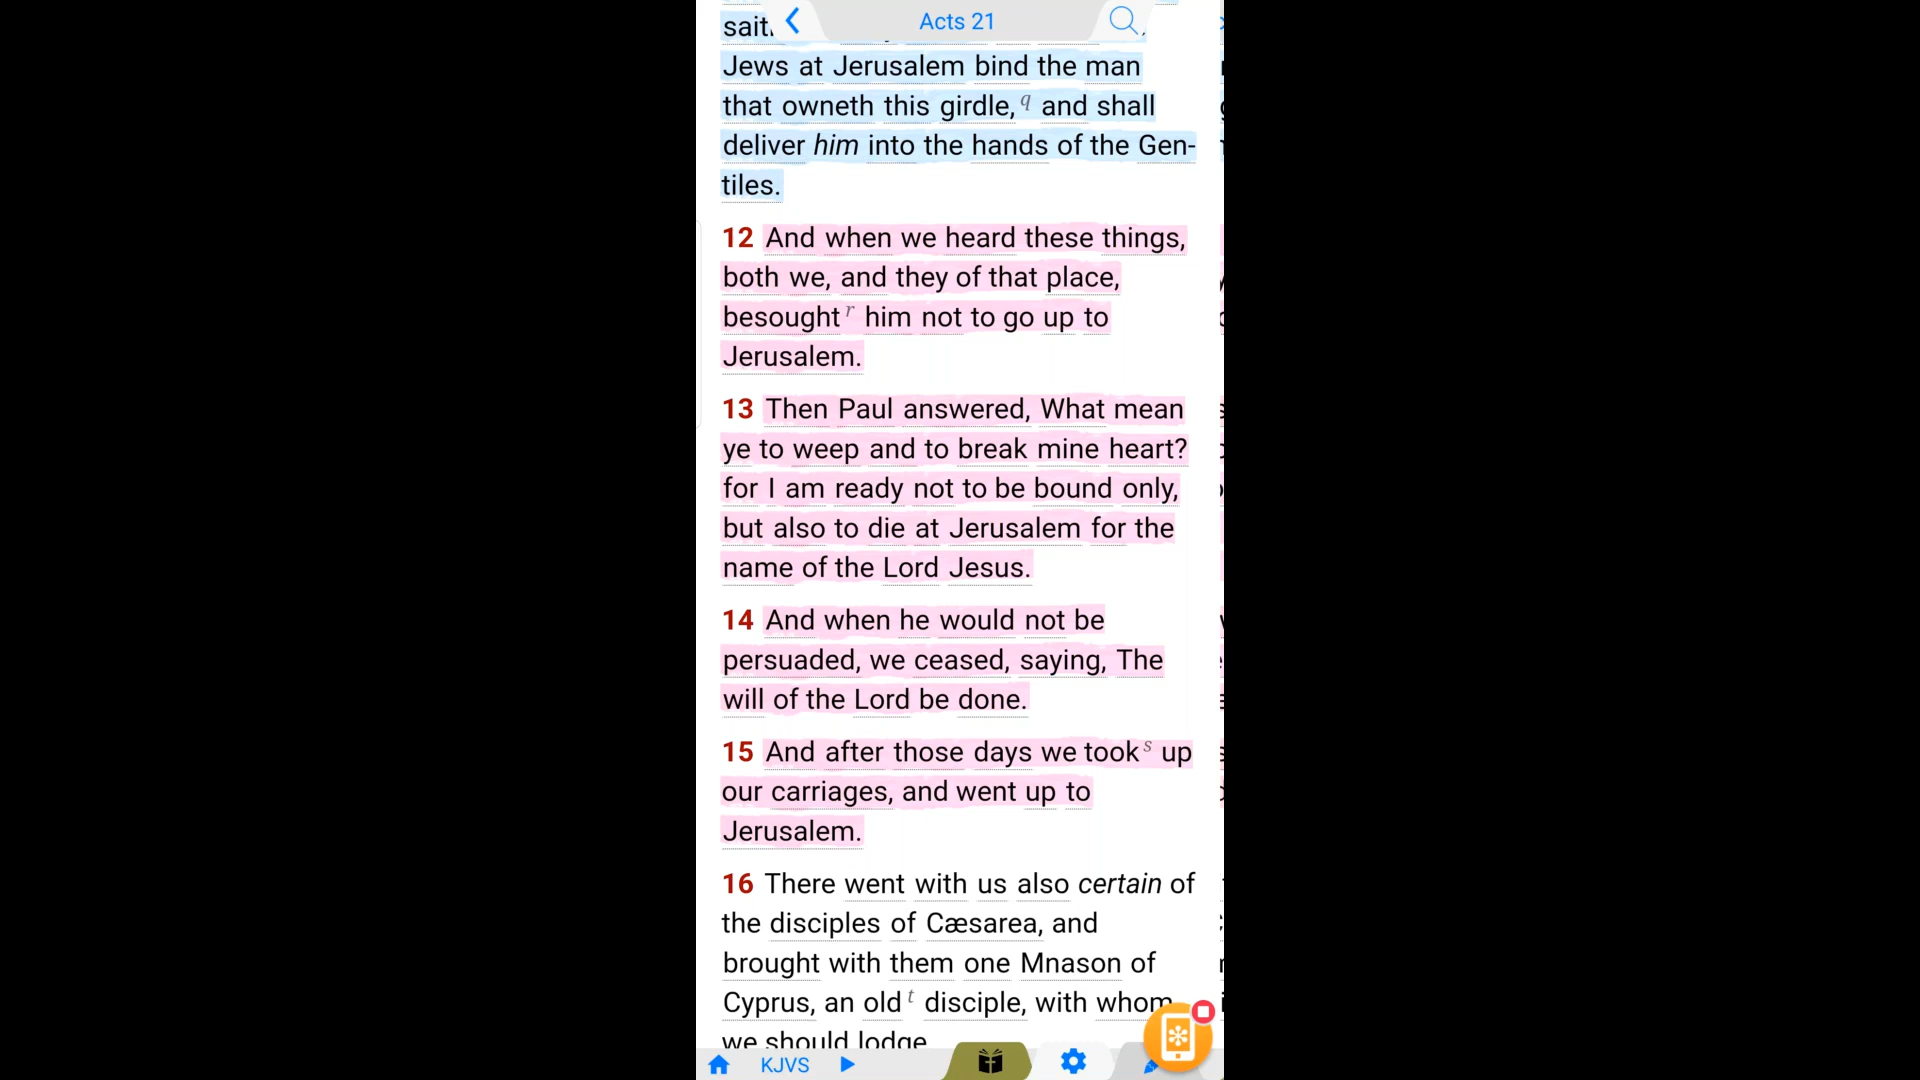 Acts 21
Jews at Jerusalem bind the man
that owneth this girdle, q and shall
deliver him into the hands of the Gen-
tiles.
12 And when we heard these things,
both we, and they of that place,
besought r him not to go up to
Jerusalem.
13 Then Paul answered, What mean
ye to weep and to break mine heart?
for I am ready not to be bound only,
but also to die at Jerusalem for the
name of the Lord Jesus.
14 And when he would not be
persuaded, we ceased, saying, The
will of the Lord be done.
15 And after those days we took s up
our carriages, and went up to
Jerusalem.
16 There went with us also certain of
the disciples of Cæsarea, and
brought with them one Mnason of
Cyprus, an old t disciple, with whom
we should lodge
KJVS